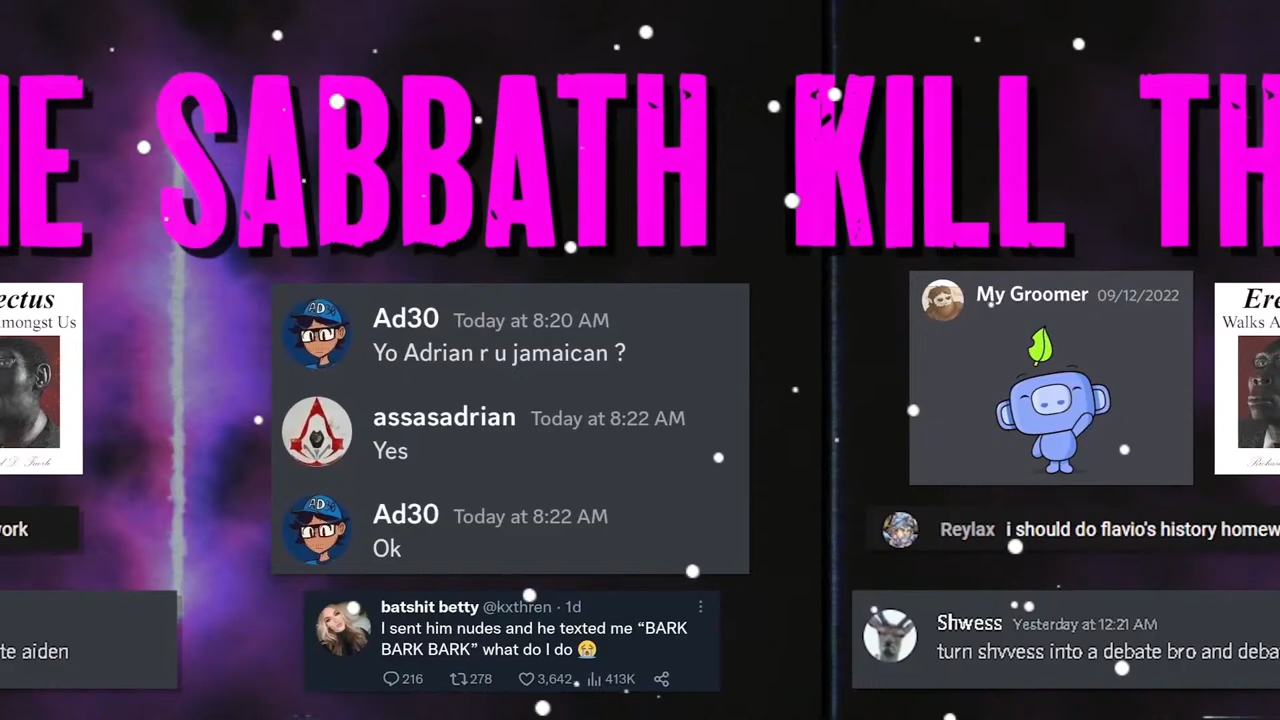 HE SABBATH KILL TH
ectus
Amongst Us
Ad30 Today at 8:20 AM
Yo Adrian r u jamaican ?
assasadrian Today at 8:22 AM
Yes
AD30
Ad30 Today at 8:22 AM
Ok
My Groomer 09/12/2022
Ere
Walks A
work
Reylax i should do flavio's history homew
te aiden
batshit betty @kxthren · 1d
I sent him nudes and he texted me “BARK
BARK BARK” what do I do 😭
216 278 3,642 413K
Shwess Yesterday at 12:21 AM
turn shvvess into a debate bro and deba